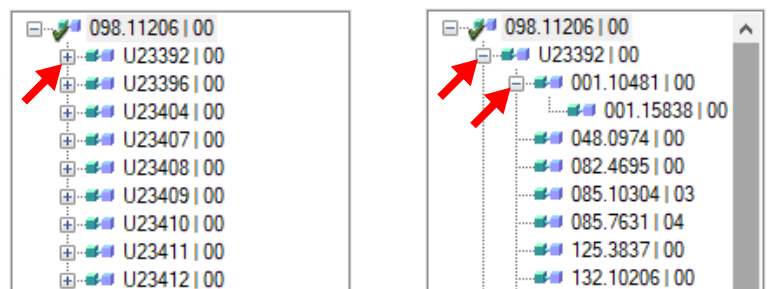 098.11206 | 00
U23392 | 00
U23396 | 00
U23404 | 00
U23407 | 00
U23408 | 00
U23409 | 00
U23410 | 00
U23411 | 00
U23412 | 00
098.11206 | 00
U23392 | 00
001.10481 | 00
001.15838 | 00
048.0974 | 00
082.4695 | 00
085.10304 | 03
085.7631 | 04
125.3837 | 00
132.10206 | 00